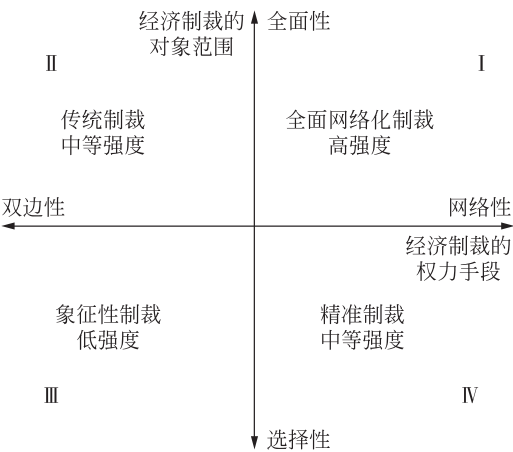 经济制裁的
对象范围
全面性
Ⅱ
Ⅰ
传统制裁
中等强度
全面网络化制裁
高强度
双边性
网络性
经济制裁的
权力手段
象征性制裁
低强度
精准制裁
中等强度
Ⅲ
Ⅳ
选择性